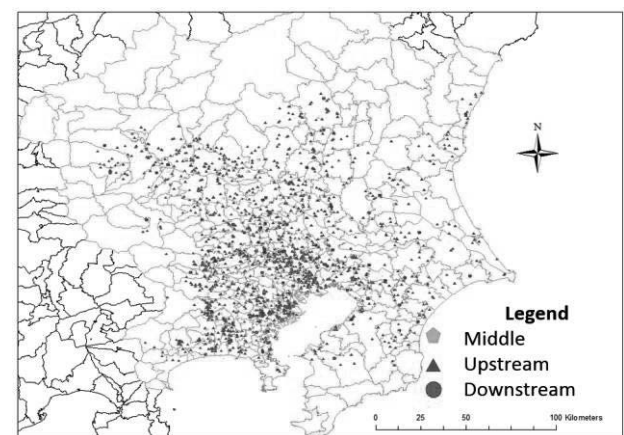 N
Legend
Middle
Upstream
Downstream
0 25 50 100 Kilometers